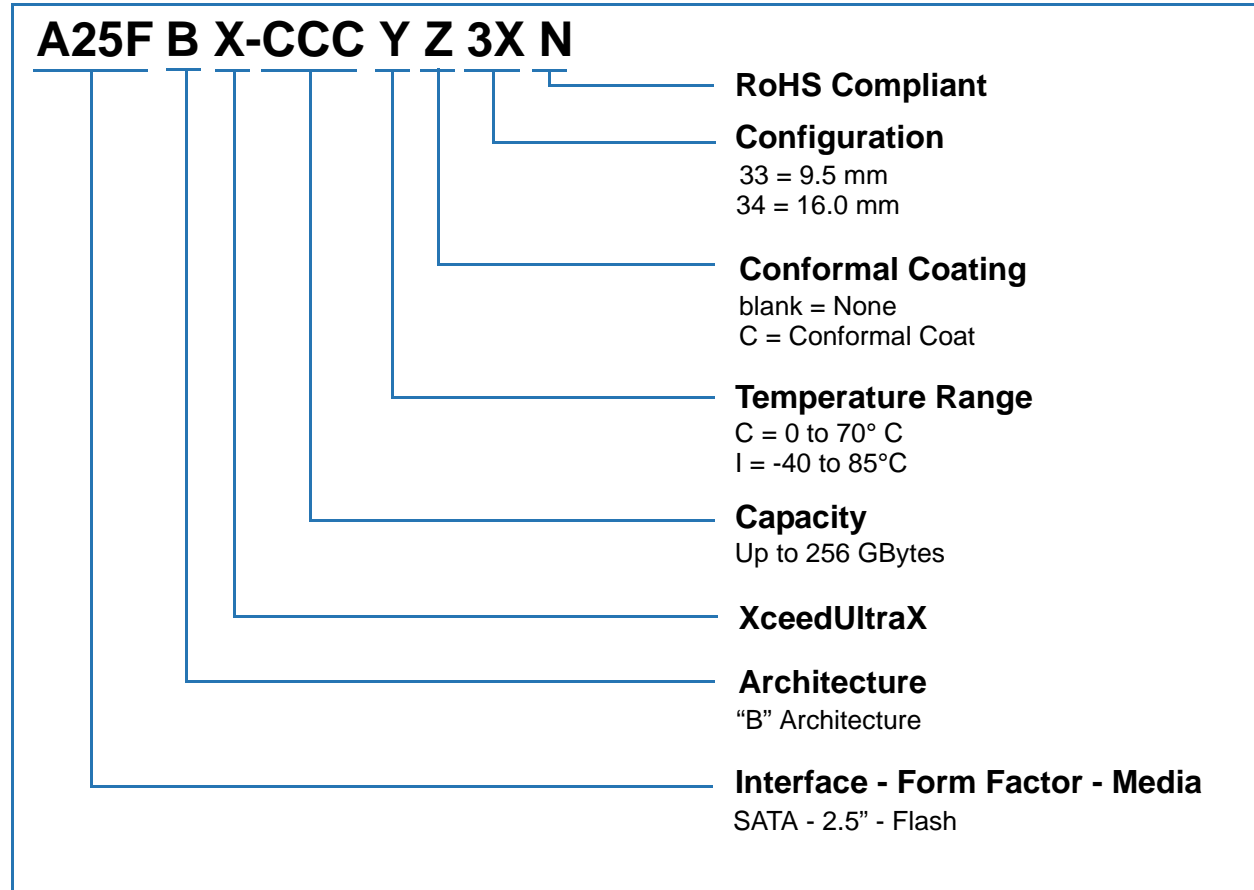 A25F B X-CCC Y Z 3X N
RoHS Compliant
Configuration
33 = 9.5 mm
34 = 16.0 mm
Conformal Coating
blank = None
C = Conformal Coat
Temperature Range
C = 0 to 70° C
I = -40 to 85°C
Capacity
Up to 256 GBytes
XceedUltraX
Architecture
“B” Architecture
Interface - Form Factor - Media
SATA - 2.5” - Flash